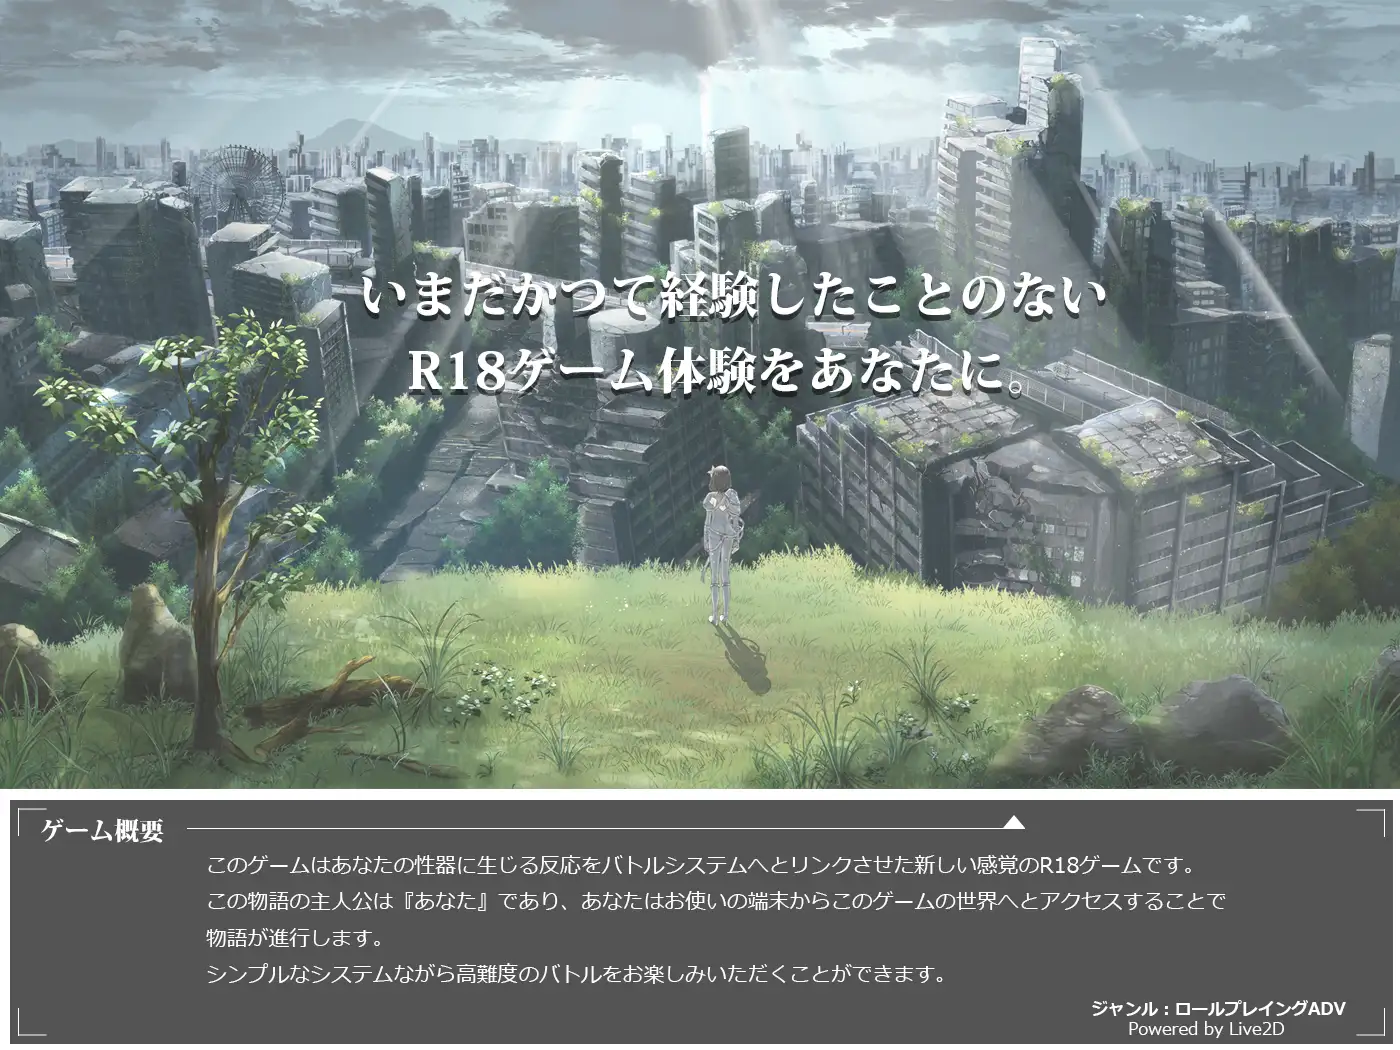 いまだかつて経験したことのない
R18ゲーム体験をあなたに。
ゲーム概要
このゲームはあなたの性器に生じる反応をバトルシステムへとリンクさせた新しい感覚のR18ゲームです。
この物語の主人公は『あなた』であり、あなたはお使いの端末からこのゲームの世界へとアクセスすることで
物語が進行します。
シンプルなシステムながら高難度のバトルをお楽しみいただくことができます。
ジャンル：ロールプレイングADV
Powered by Live2D